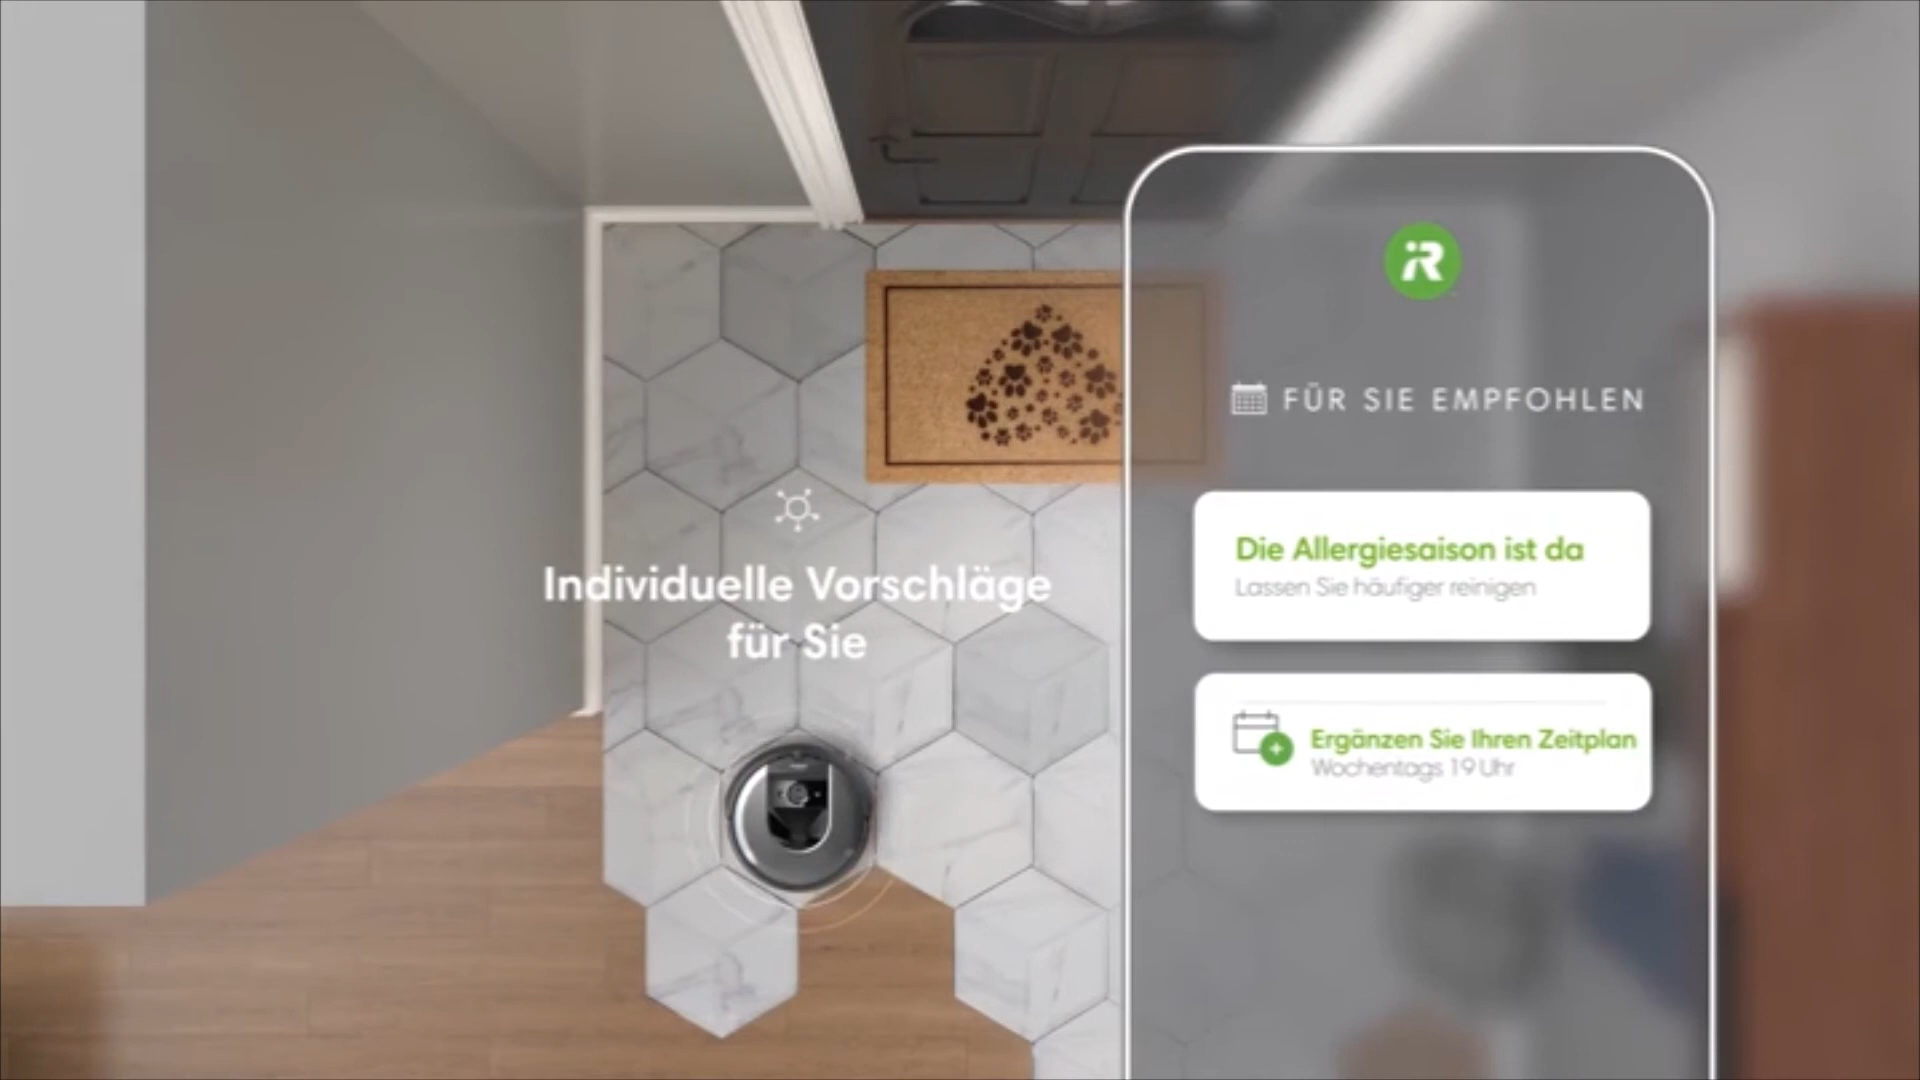 Individuelle Vorschläge
für Sie
iR
FÜR SIE EMPFOHLEN
Die Allergiesaison ist da
Lassen Sie häufiger reinigen
Ergänzen Sie Ihren Zeitplan
Wochentags 19 Uhr